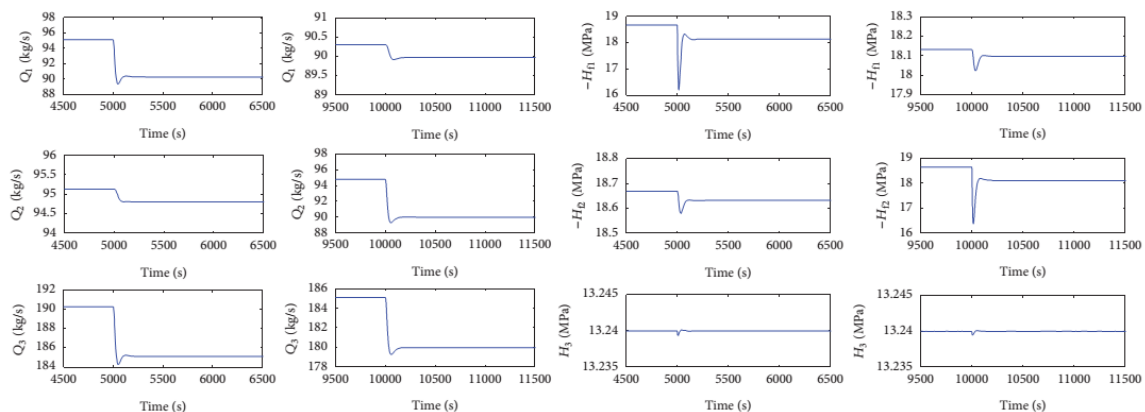 98
96
94
92
90
88
Q₁ (kg/s)
4500 5000 5500 6000 6500
Time (s)
91
90.5
90
89.5
89
Q₁ (kg/s)
9500 10000 10500 11000 11500
Time (s)
19
18
17
16
−H_f1 (MPa)
4500 5000 5500 6000 6500
Time (s)
18.3
18.2
18.1
18
17.9
−H_f1 (MPa)
9500 10000 10500 11000 11500
Time (s)
96
95.5
95
94.5
94
Q₂ (kg/s)
4500 5000 5500 6000 6500
Time (s)
98
96
94
92
90
88
Q₂ (kg/s)
9500 10000 10500 11000 11500
Time (s)
18.8
18.7
18.6
18.5
−H_f2 (MPa)
4500 5000 5500 6000 6500
Time (s)
19
18
17
16
−H_f2 (MPa)
9500 10000 10500 11000 11500
Time (s)
192
190
188
186
184
Q₃ (kg/s)
4500 5000 5500 6000 6500
Time (s)
186
184
182
180
178
Q₃ (kg/s)
9500 10000 10500 11000 11500
Time (s)
13.245
13.24
13.235
H₃ (MPa)
4500 5000 5500 6000 6500
Time (s)
13.245
13.24
13.235
H₃ (MPa)
9500 10000 10500 11000 11500
Time (s)